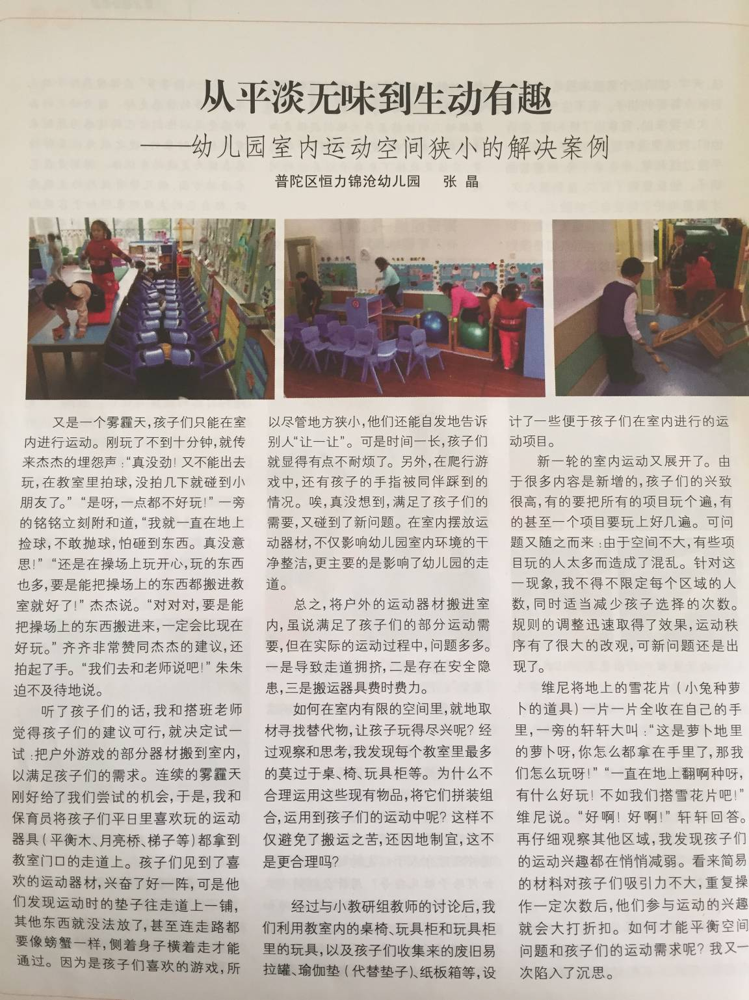 从平淡无味到生动有趣
——幼儿园室内运动空间狭小的解决案例
普陀区恒力锦沧幼儿园 张 晶
又是一个雾霾天，孩子们只能在室
内进行运动。刚玩了不到十分钟，就传
来杰杰的埋怨声：“真没劲！又不能出去
玩，在教室里拍球，没拍几下就碰到小
朋友了。”“是呀，一点都不好玩！”一旁
的铭铭立刻附和道，“我就一直在地上
捡球，不敢抛球，怕砸到东西。真没意
思！”“还是在操场上玩开心，玩的东西
也多，要是能把操场上的东西都搬进教
室就好了！”杰杰说。“对对对，要是能
把操场上的东西搬进来，一定会比现在
好玩。”齐齐非常赞同杰杰的建议，还
拍起了手。“我们去和老师说吧！”朱朱
迫不及待地说。
听了孩子们的话，我和搭班老师
觉得孩子们的建议可行，就决定试一
试：把户外游戏的部分器材搬到室内，
以满足孩子们的需求。连续的雾霾天
刚好给了我们尝试的机会，于是，我和
保育员将孩子们平日里喜欢玩的运动
器具（平衡木、月亮桥、梯子等）都拿到
教室门口的走道上。孩子们见到了喜
欢的运动器材，兴奋了好一阵，可是他
们发现运动时的垫子往走道上一铺，
其他东西就没法放了，甚至连走路都
要像螃蟹一样，侧着身子横着走才能
通过。因为是孩子们喜欢的游戏，所
以尽管地方狭小，他们还能自发地告诉
别人“让一让”。可是时间一长，孩子们
就显得有点不耐烦了。另外，在爬行游
戏中，还有孩子的手指被同伴踩到的
情况。唉，真没想到，满足了孩子们的
需要，又碰到了新问题。在室内摆放运
动器材，不仅影响幼儿园室内环境的干
净整洁，更主要的是影响了幼儿园的走
道。
总之，将户外的运动器材搬进室
内，虽说满足了孩子们的部分运动需
要，但在实际的运动过程中，问题多多。
一是导致走道拥挤，二是存在安全隐
患，三是搬运器具费时费力。
如何在室内有限的空间里，就地取
材寻找替代物，让孩子玩得尽兴呢？经
过观察和思考，我发现每个教室里最多
的莫过于桌、椅、玩具柜等。为什么不
合理运用这些现有物品，将它们拼装组
合，运用到孩子们的运动中呢？这样不
仅避免了搬运之苦，还因地制宜，这不
是更合理吗？
经过与小教研组教师的讨论后，我
们利用教室内的桌椅、玩具柜和玩具柜
里的玩具，以及孩子们收集来的废旧易
拉罐、瑜伽垫（代替垫子）、纸板箱等，设
计了一些便于孩子们在室内进行的运
动项目。
新一轮的室内运动又展开了。由
于很多内容是新增的，孩子们的兴致
很高，有的要把所有的项目玩个遍，有
的甚至一个项目要玩上好几遍。可问
题又随之而来：由于空间不大，有些项
目玩的人太多而造成了混乱。针对这
一现象，我不得不限定每个区域的人
数，同时适当减少孩子选择的次数。
规则的调整迅速取得了效果，运动秩
序有了很大的改观，可新问题还是出
现了。
维尼将地上的雪花片（小兔种萝
卜的道具）一片一片全收在自己的手
里，一旁的轩轩大叫：“这是萝卜地里
的萝卜呀，你怎么都拿在手里了，那我
们怎么玩呀！”“一直在地上翻啊种呀，
有什么好玩！不如我们搭雪花片吧！”
维尼说。“好啊！好啊！”轩轩回答。
再仔细观察其他区域，我发现孩子们
的运动兴趣都在悄悄减弱。看来简易
的材料对孩子们吸引力不大，重复操
作一定次数后，他们参与运动的兴趣
就会大打折扣。如何才能平衡空间
问题和孩子们的运动需求呢？我又一
次陷入了沉思。